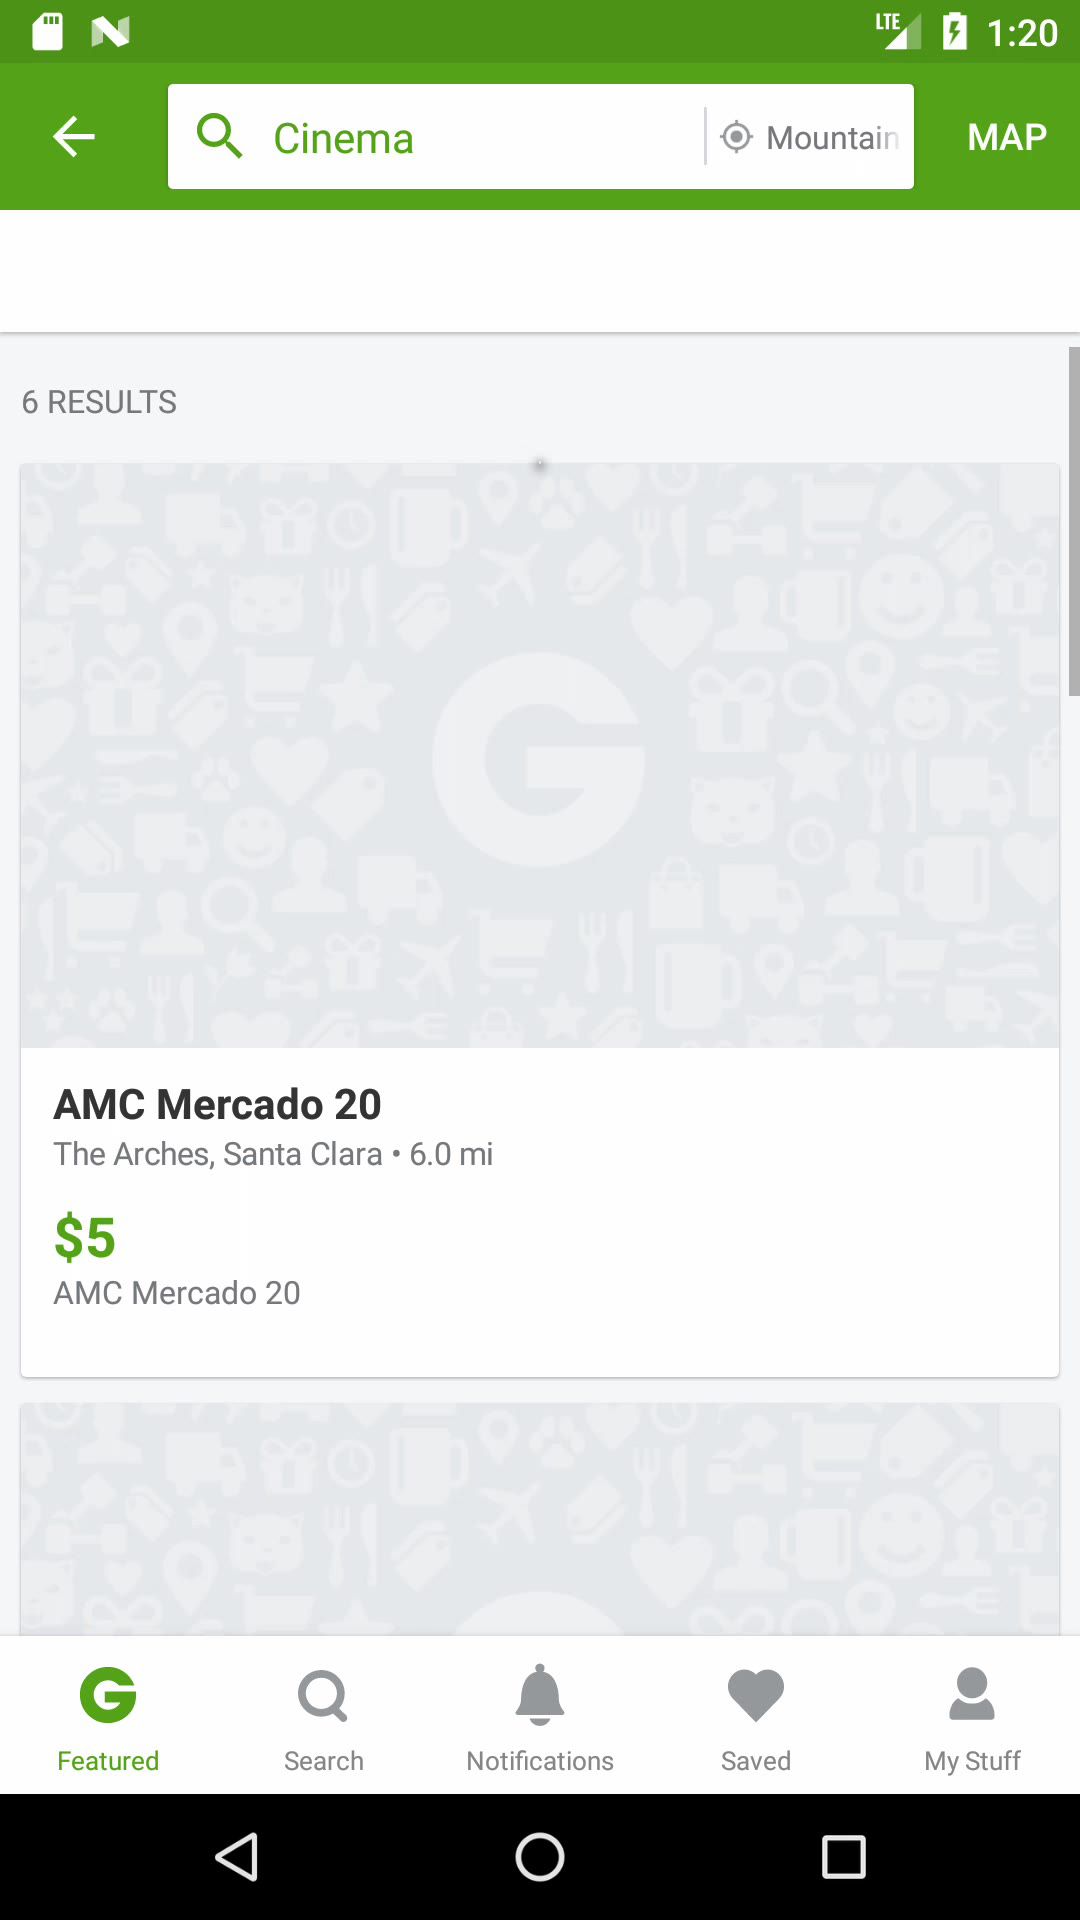 LTE 1:20
Cinema Mountain MAP
6 RESULTS
AMC Mercado 20
The Arches, Santa Clara • 6.0 mi
$5
AMC Mercado 20
Featured Search Notifications Saved My Stuff